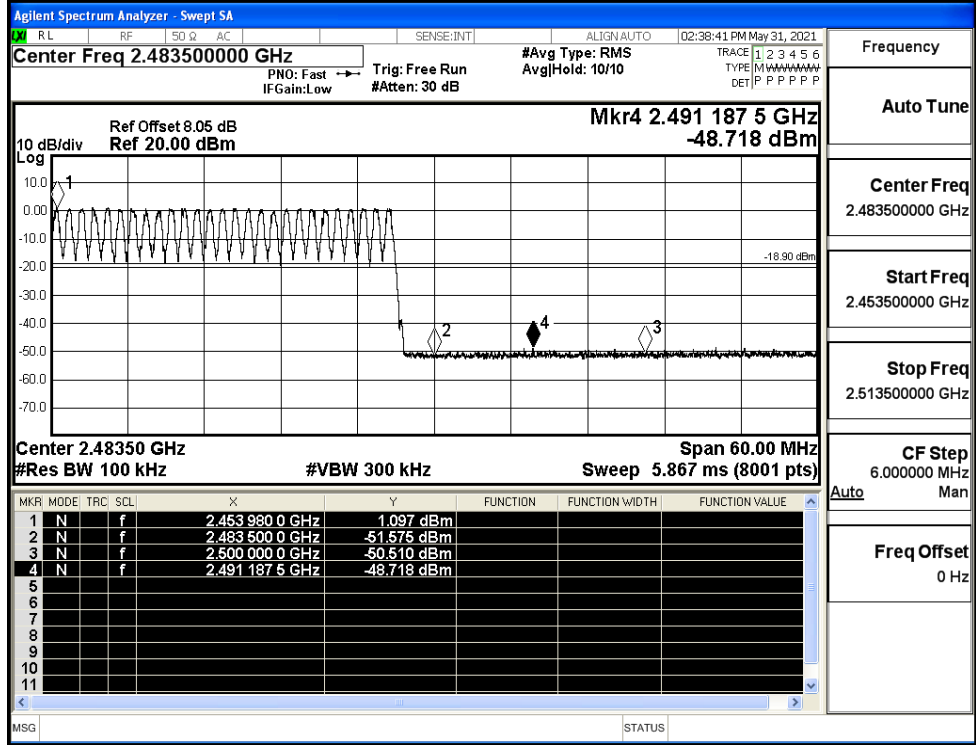 Agilent Spectrum Analyzer - Swept SA
LXI RL RF 50 Ω AC SENSE:INT ALIGN AUTO 02:38:41 PM May 31, 2021
Center Freq 2.483500000 GHz
PNO: Fast
IFGain:Low
Trig: Free Run
#Atten: 30 dB
#Avg Type: RMS
Avg|Hold: 10/10
TRACE 1 2 3 4 5 6
TYPE M W W W W W
DET P P P P P P
Frequency
Auto Tune
Center Freq
2.483500000 GHz
Start Freq
2.453500000 GHz
Stop Freq
2.513500000 GHz
CF Step
6.000000 MHz
Auto Man
Freq Offset
0 Hz
Mkr4 2.491 187 5 GHz
-48.718 dBm
Ref Offset 8.05 dB
10 dB/div Ref 20.00 dBm
Log
10.0
0.00
-10.0
-20.0
-30.0
-40.0
-50.0
-60.0
-70.0
1
2
4
3
-18.90 dBm
Center 2.48350 GHz Span 60.00 MHz
#Res BW 100 kHz #VBW 300 kHz Sweep 5.867 ms (8001 pts)
MKR MODE TRC SCL X Y FUNCTION FUNCTION WIDTH FUNCTION VALUE
1 N f 2.453 980 0 GHz 1.097 dBm
2 N f 2.483 500 0 GHz -51.575 dBm
3 N f 2.500 000 0 GHz -50.510 dBm
4 N f 2.491 187 5 GHz -48.718 dBm
5
6
7
8
9
10
11
MSG STATUS